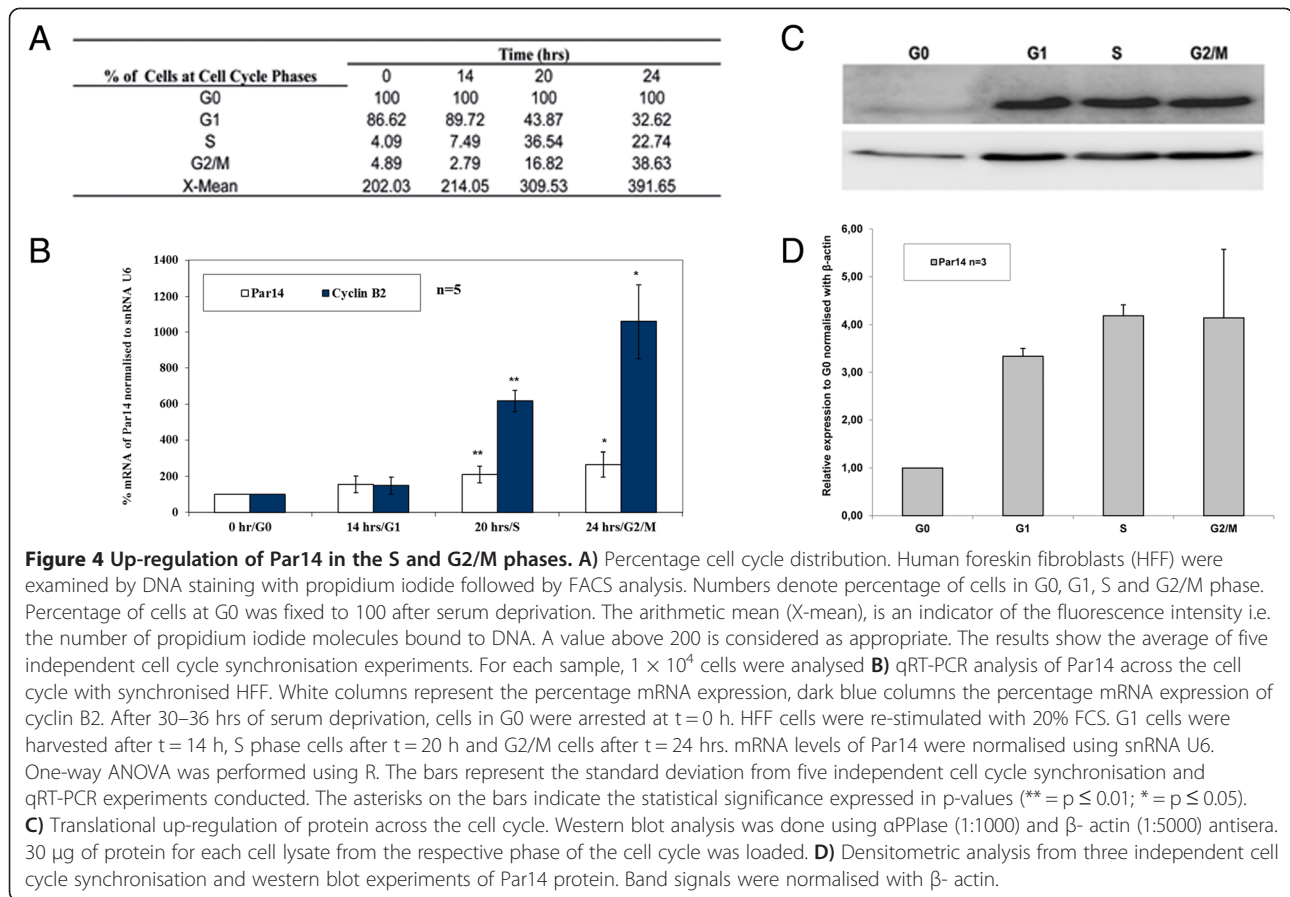 A
Time (hrs)
% of Cells at Cell Cycle Phases 0 14 20 24
G0 100 100 100 100
G1 86.62 89.72 43.87 32.62
S 4.09 7.49 36.54 22.74
G2/M 4.89 2.79 16.82 38.63
X-Mean 202.03 214.05 309.53 391.65
C
G0 G1 S G2/M
B
% mRNA of Par14 normalised to snRNA U6
1400
1200
1000
800
600
400
200
0
Par14 Cyclin B2 n=5
** ** * *
0 hr/G0 14 hrs/G1 20 hrs/S 24 hrs/G2/M
D
Relative expression to G0 normalised with β-actin
6,00
5,00
4,00
3,00
2,00
1,00
0,00
Par14 n=3
G0 G1 S G2/M
Figure 4 Up-regulation of Par14 in the S and G2/M phases. A) Percentage cell cycle distribution. Human foreskin fibroblasts (HFF) were
examined by DNA staining with propidium iodide followed by FACS analysis. Numbers denote percentage of cells in G0, G1, S and G2/M phase.
Percentage of cells at G0 was fixed to 100 after serum deprivation. The arithmetic mean (X-mean), is an indicator of the fluorescence intensity i.e.
the number of propidium iodide molecules bound to DNA. A value above 200 is considered as appropriate. The results show the average of five
independent cell cycle synchronisation experiments. For each sample, 1 × 10⁴ cells were analysed B) qRT-PCR analysis of Par14 across the cell
cycle with synchronised HFF. White columns represent the percentage mRNA expression, dark blue columns the percentage mRNA expression of
cyclin B2. After 30–36 hrs of serum deprivation, cells in G0 were arrested at t = 0 h. HFF cells were re-stimulated with 20% FCS. G1 cells were
harvested after t = 14 h, S phase cells after t = 20 h and G2/M cells after t = 24 hrs. mRNA levels of Par14 were normalised using snRNA U6.
One-way ANOVA was performed using R. The bars represent the standard deviation from five independent cell cycle synchronisation and
qRT-PCR experiments conducted. The asterisks on the bars indicate the statistical significance expressed in p-values (** = p ≤ 0.01; * = p ≤ 0.05).
C) Translational up-regulation of protein across the cell cycle. Western blot analysis was done using αPPIase (1:1000) and β- actin (1:5000) antisera.
30 μg of protein for each cell lysate from the respective phase of the cell cycle was loaded. D) Densitometric analysis from three independent cell
cycle synchronisation and western blot experiments of Par14 protein. Band signals were normalised with β- actin.